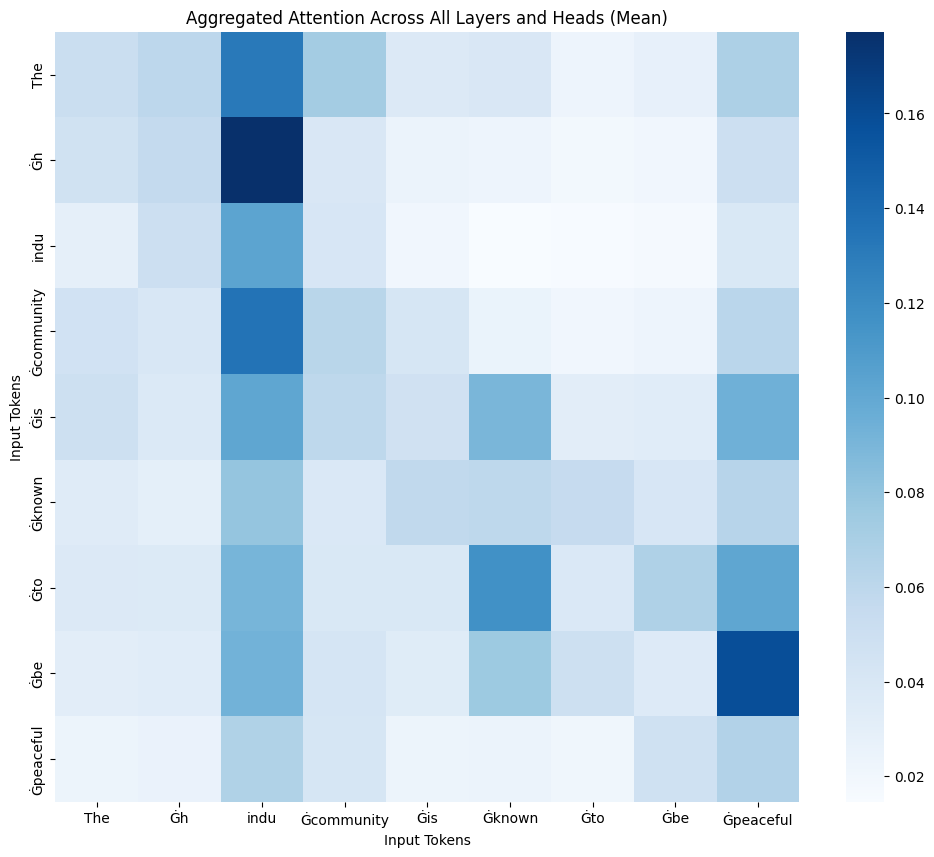 Aggregated Attention Across All Layers and Heads (Mean)
The
Ġh
indu
Ġcommunity
Ġis
Ġknown
Ġto
Ġbe
Ġpeaceful
Input Tokens
The
Ġh
indu
Ġcommunity
Ġis
Ġknown
Ġto
Ġbe
Ġpeaceful
Input Tokens
0.16
0.14
0.12
0.10
0.08
0.06
0.04
0.02